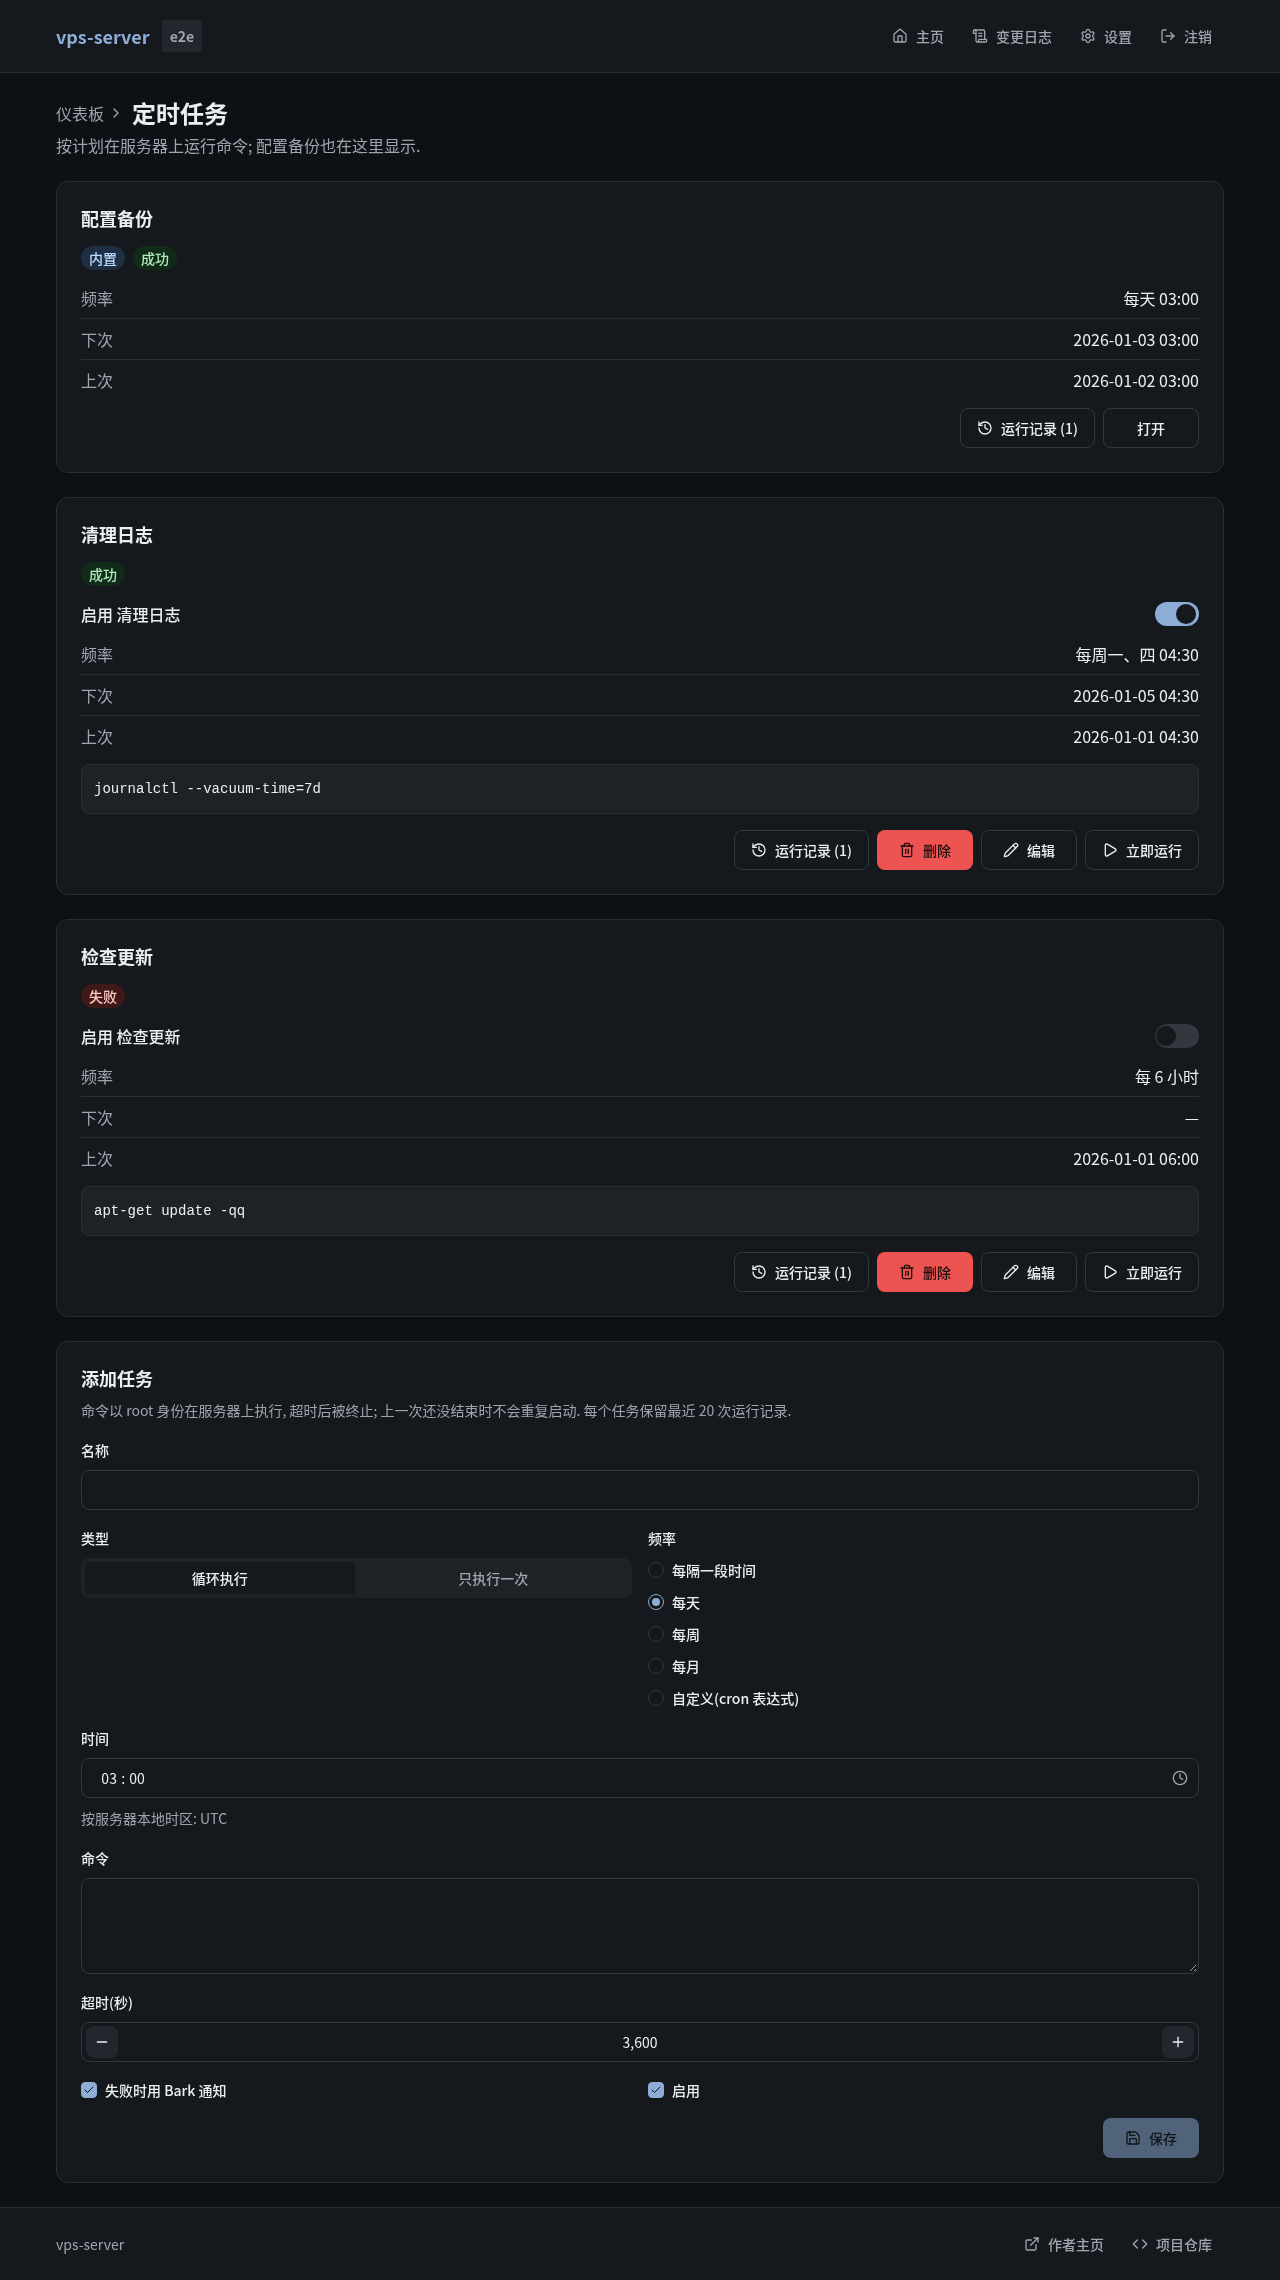 vps-server e2e 主页 变更日志 设置 注销
仪表板 定时任务
按计划在服务器上运行命令; 配置备份也在这里显示.
配置备份
内置 成功
频率 每天 03:00
下次 2026-01-03 03:00
上次 2026-01-02 03:00
运行记录 (1) 打开
清理日志
成功
启用 清理日志
频率 每周一、四 04:30
下次 2026-01-05 04:30
上次 2026-01-01 04:30
journalctl --vacuum-time=7d
运行记录 (1) 删除 编辑 立即运行
检查更新
失败
启用 检查更新
频率 每 6 小时
下次 —
上次 2026-01-01 06:00
apt-get update -qq
运行记录 (1) 删除 编辑 立即运行
添加任务
命令以 root 身份在服务器上执行, 超时后被终止; 上一次还没结束时不会重复启动. 每个任务保留最近 20 次运行记录.
名称
类型 频率
循环执行 只执行一次
每隔一段时间
每天
每周
每月
自定义(cron 表达式)
时间
03 : 00
按服务器本地时区: UTC
命令
超时(秒)
3,600
失败时用 Bark 通知 启用
保存
vps-server 作者主页 项目仓库